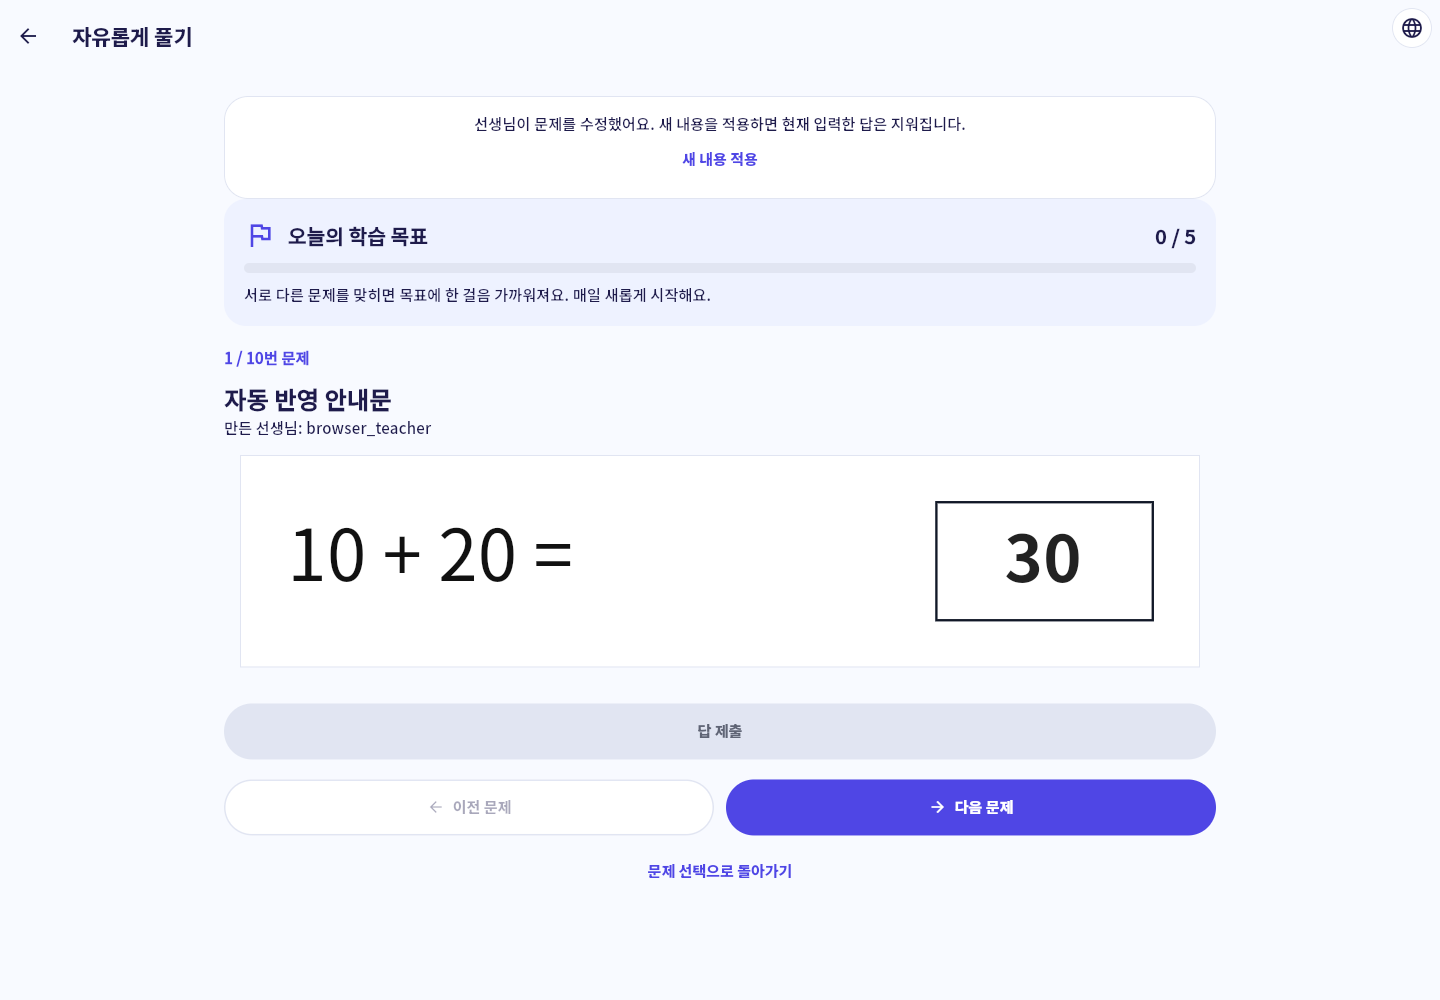 자유롭게 풀기
선생님이 문제를 수정했어요. 새 내용을 적용하면 현재 입력한 답은 지워집니다.
새 내용 적용
오늘의 학습 목표 0 / 5
서로 다른 문제를 맞히면 목표에 한 걸음 가까워져요. 매일 새롭게 시작해요.
1 / 10번 문제
자동 반영 안내문
만든 선생님: browser_teacher
10 + 20 = 30
답 제출
이전 문제 다음 문제
문제 선택으로 돌아가기